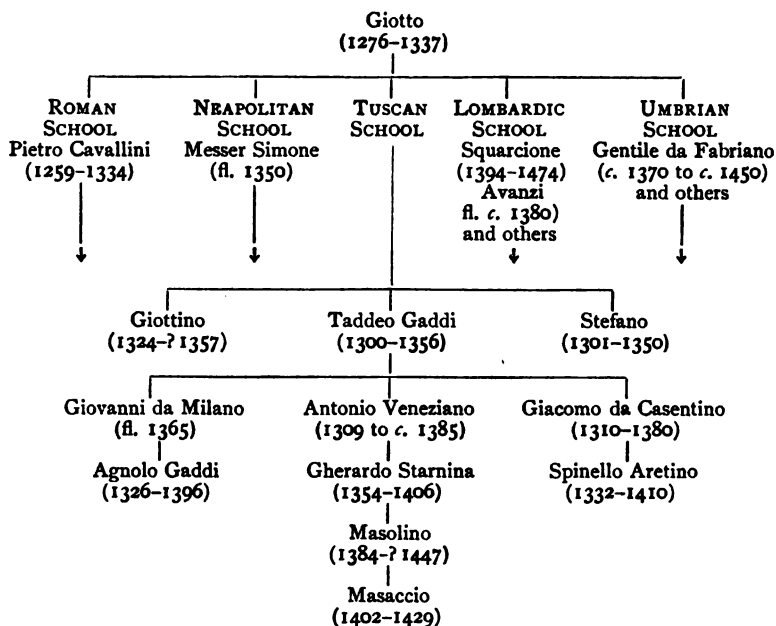 Giotto
(1276–1337)
ROMAN
SCHOOL
Pietro Cavallini
(1259–1334)
NEAPOLITAN
SCHOOL
Messer Simone
(fl. 1350)
TUSCAN
SCHOOL
LOMBARDIC
SCHOOL
Squarcione
(1394–1474)
Avanzi
fl. c. 1380)
and others
UMBRIAN
SCHOOL
Gentile da Fabriano
(c. 1370 to c. 1450)
and others
Giottino
(1324–? 1357)
Taddeo Gaddi
(1300–1356)
Stefano
(1301–1350)
Giovanni da Milano
(fl. 1365)
Antonio Veneziano
(1309 to c. 1385)
Giacomo da Casentino
(1310–1380)
Agnolo Gaddi
(1326–1396)
Gherardo Starnina
(1354–1406)
Spinello Aretino
(1332–1410)
Masolino
(1384–? 1447)
Masaccio
(1402–1429)